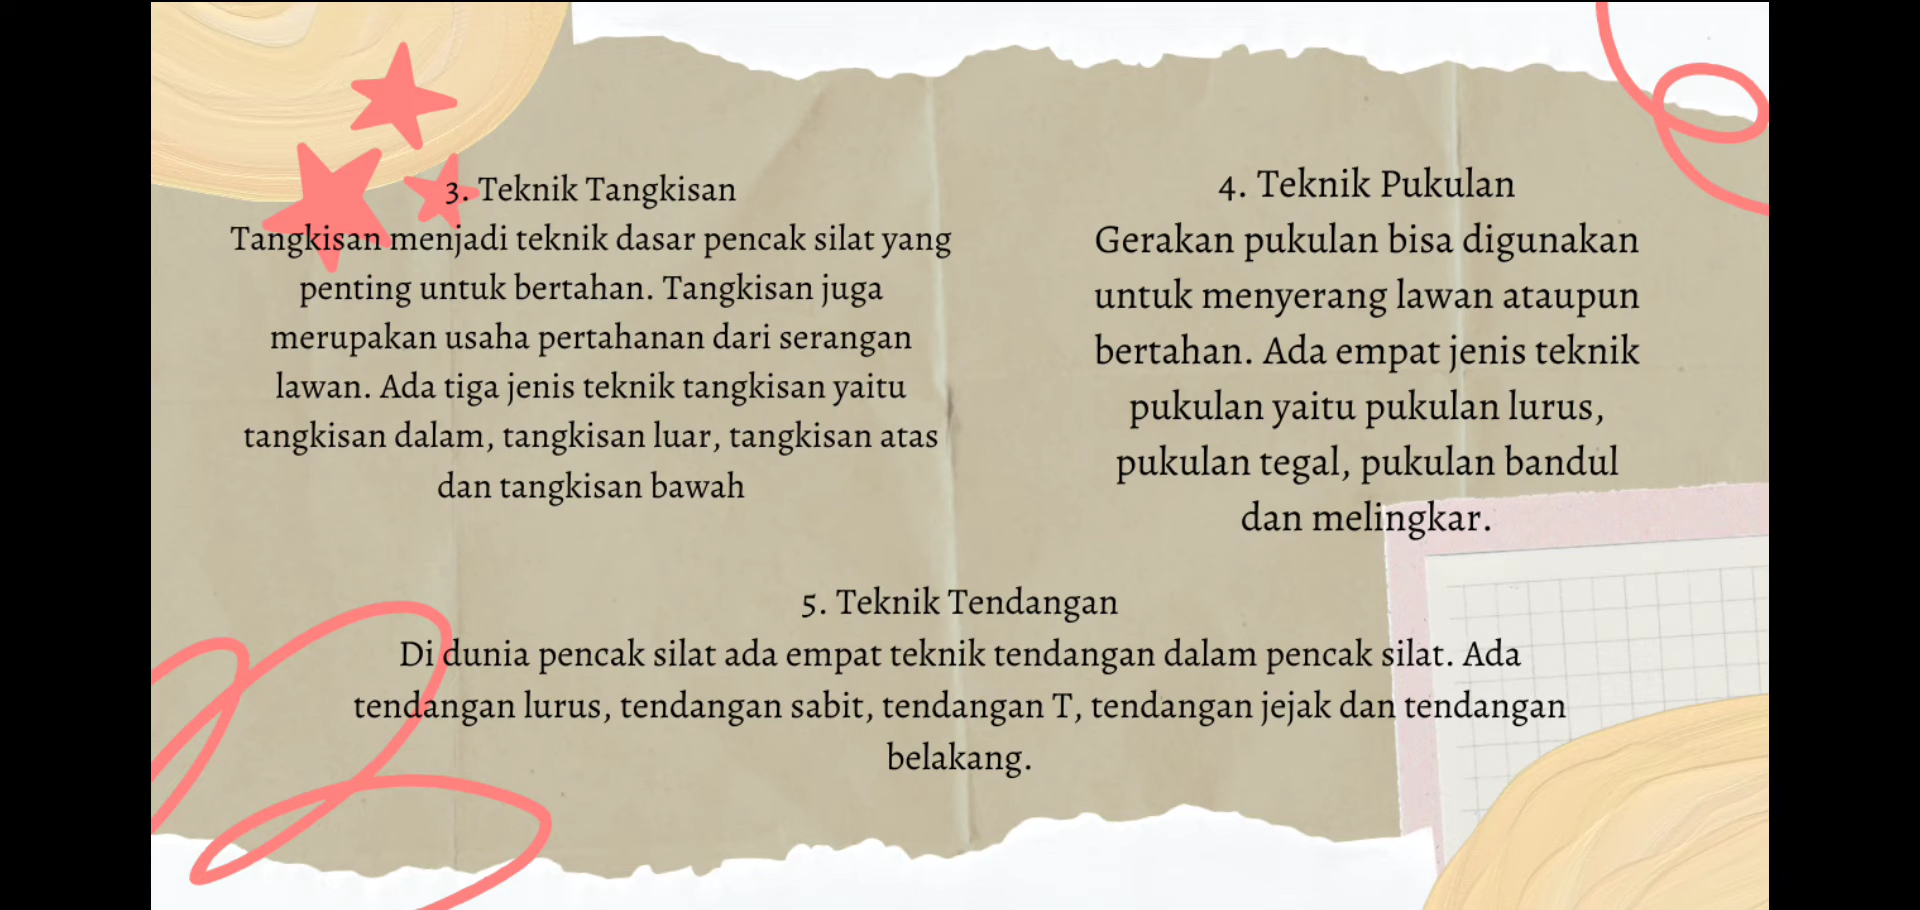 3. Teknik Tangkisan
Tangkisan menjadi teknik dasar pencak silat yang
penting untuk bertahan. Tangkisan juga
merupakan usaha pertahanan dari serangan
lawan. Ada tiga jenis teknik tangkisan yaitu
tangkisan dalam, tangkisan luar, tangkisan atas
dan tangkisan bawah
4. Teknik Pukulan
Gerakan pukulan bisa digunakan
untuk menyerang lawan ataupun
bertahan. Ada empat jenis teknik
pukulan yaitu pukulan lurus,
pukulan tegal, pukulan bandul
dan melingkar.
5. Teknik Tendangan
Di dunia pencak silat ada empat teknik tendangan dalam pencak silat. Ada
tendangan lurus, tendangan sabit, tendangan T, tendangan jejak dan tendangan
belakang.